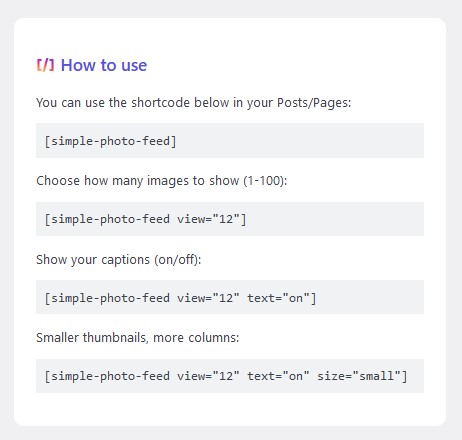 [/] How to use
You can use the shortcode below in your Posts/Pages:
[simple-photo-feed]
Choose how many images to show (1-100):
[simple-photo-feed view="12"]
Show your captions (on/off):
[simple-photo-feed view="12" text="on"]
Smaller thumbnails, more columns:
[simple-photo-feed view="12" text="on" size="small"]